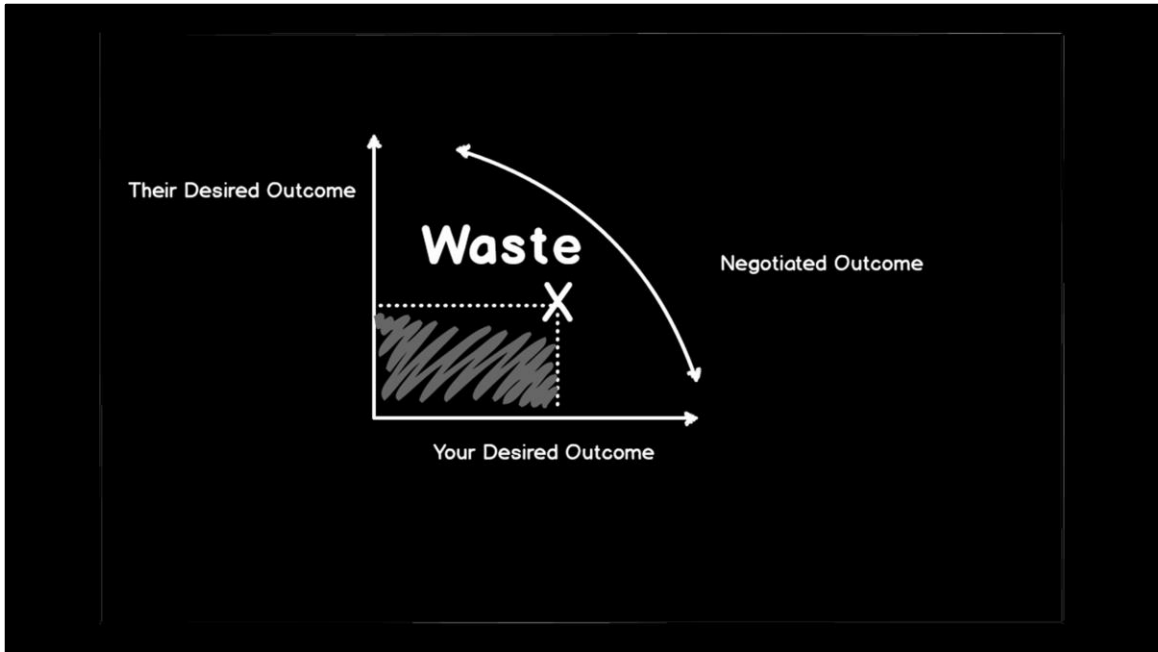 Their Desired Outcome
Waste
Negotiated Outcome
X
Your Desired Outcome